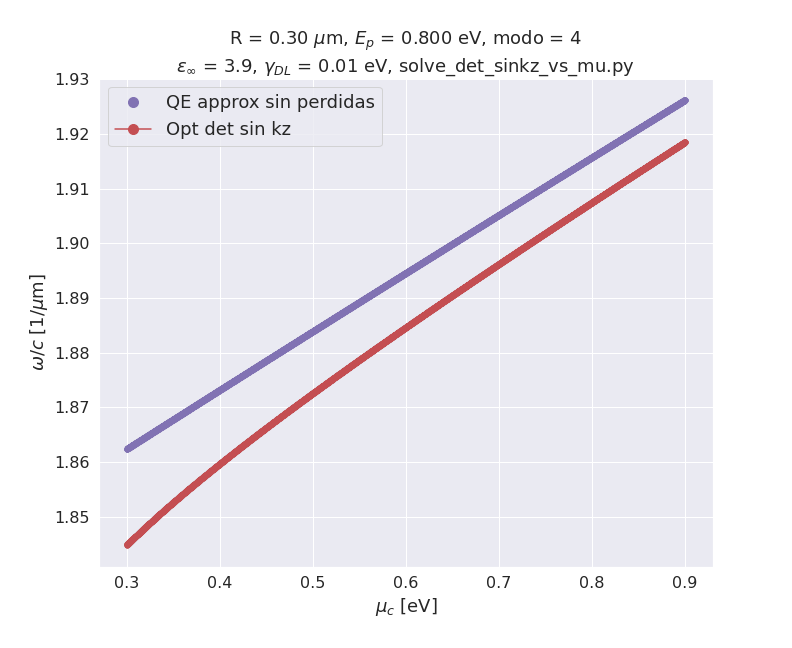 R = 0.30 μm, E_p = 0.800 eV, modo = 4
ε_∞ = 3.9, γ_DL = 0.01 eV, solve_det_sinkz_vs_mu.py
QE approx sin perdidas
Opt det sin kz
1.93
1.92
1.91
1.90
1.89
1.88
1.87
1.86
1.85
ω/c [1/μm]
0.3 0.4 0.5 0.6 0.7 0.8 0.9
μ_c [eV]